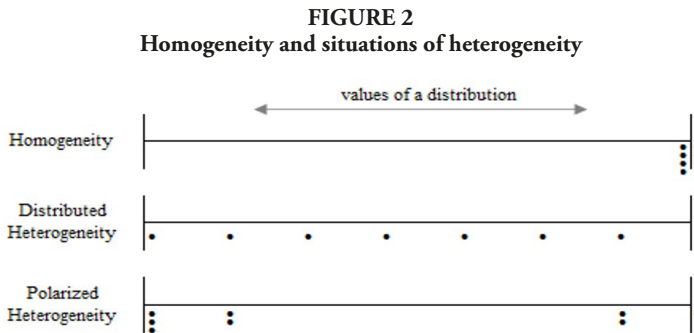 FIGURE 2
Homogeneity and situations of heterogeneity
values of a distribution
Homogeneity
Distributed
Heterogeneity
Polarized
Heterogeneity